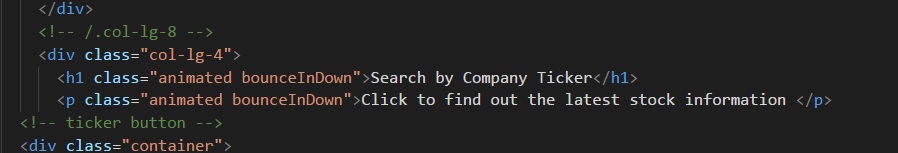 </div>
<!-- /.col-lg-8 -->
<div class="col-lg-4">
<h1 class="animated bounceInDown">Search by Company Ticker</h1>
<p class="animated bounceInDown">Click to find out the latest stock information </p>
<!-- ticker button -->
<div class="container">